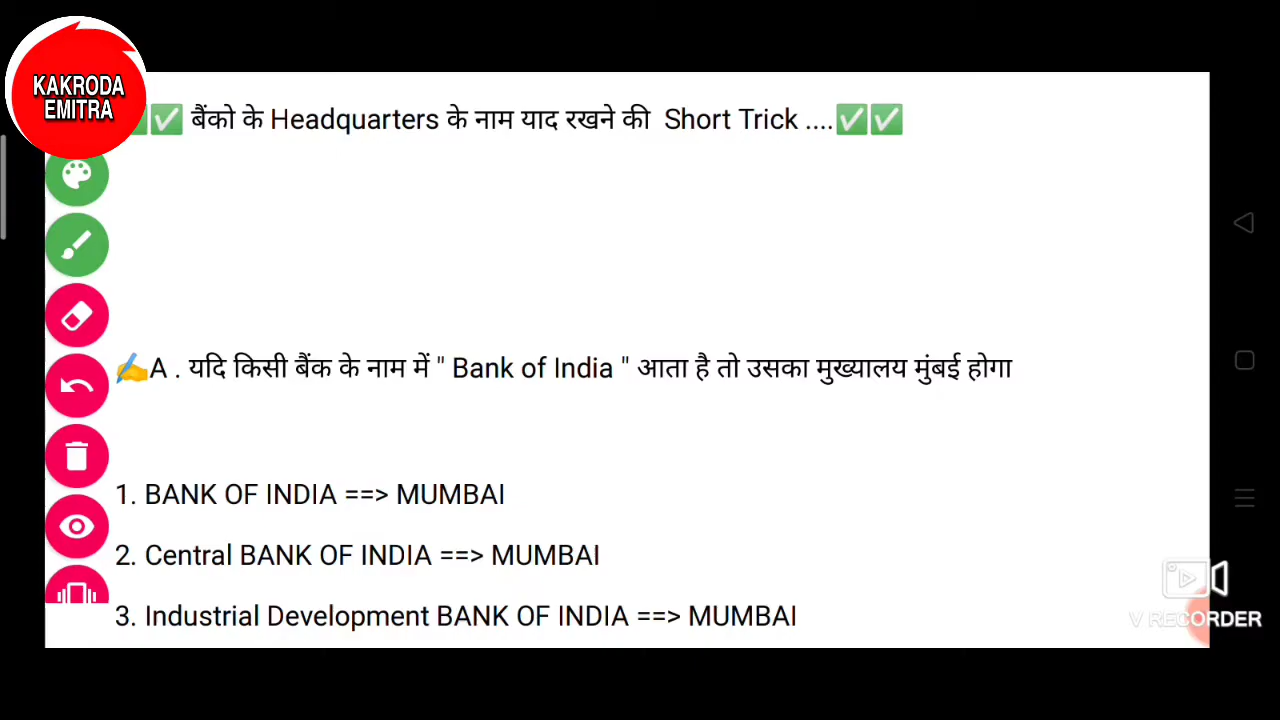 KAKRODA
EMITRA
✅ बैंको के Headquarters के नाम याद रखने की Short Trick ....✅✅
✍️A . यदि किसी बैंक के नाम में " Bank of India " आता है तो उसका मुख्यालय मुंबई होगा
1. BANK OF INDIA ==> MUMBAI
2. Central BANK OF INDIA ==> MUMBAI
3. Industrial Development BANK OF INDIA ==> MUMBAI
V RECORDER